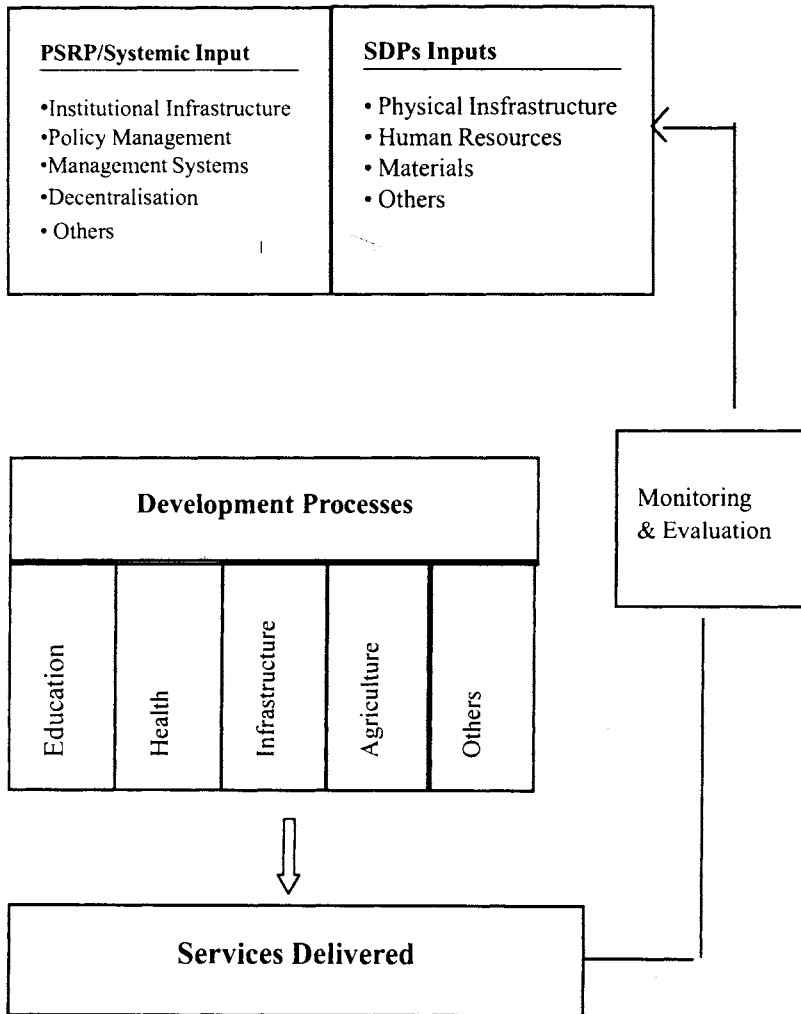 PSRP/Systemic Input
•Institutional Infrastructure
•Policy Management
•Management Systems
•Decentralisation
• Others
SDPs Inputs
• Physical Insfrastructure
• Human Resources
• Materials
• Others
Monitoring
& Evaluation
Development Processes
Education
Health
Infrastructure
Agriculture
Others
Services Delivered